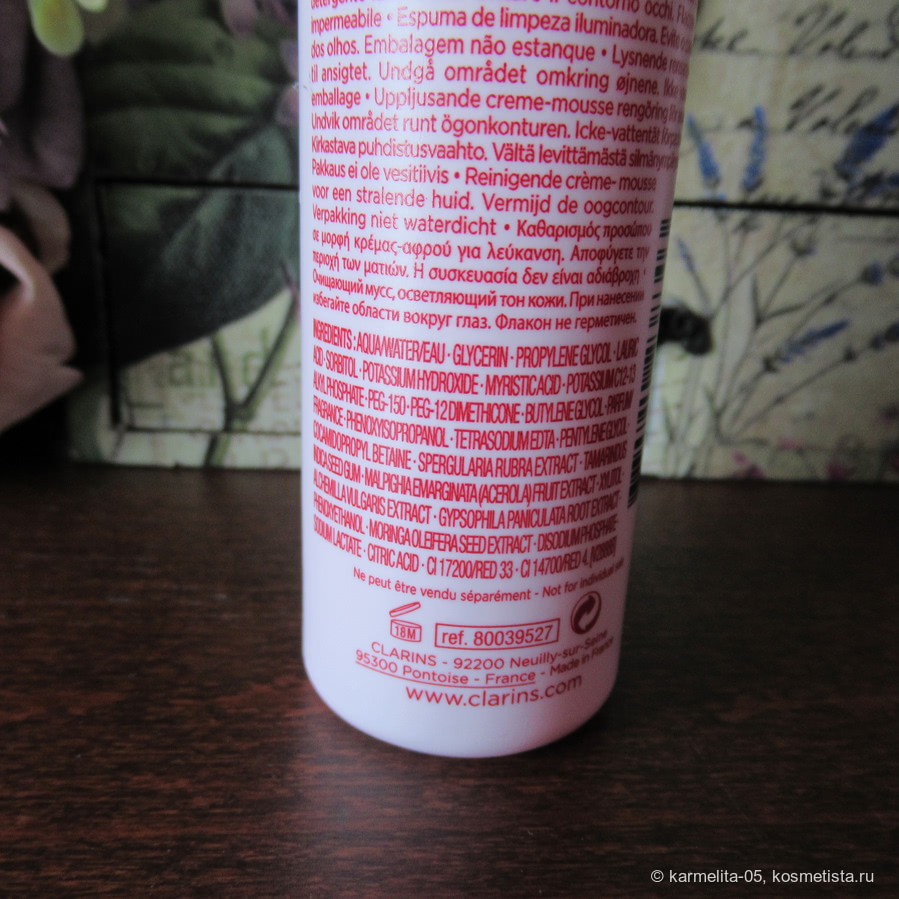 contorno occhi.
impermeabile • Espuma de limpeza iluminadora. Evite o
dos olhos. Embalagem não estanque • Lysnende
til ansigtet. Undgå området omkring øjnene. Ikke
emballage • Uppljusande creme-mousse rengöring för
Undvik området runt ögonkonturen. Icke-vattentät
Kirkastava puhdistusvaahto. Vältä levittämästä
Pakkaus ei ole vesitiivis • Reinigende crème-mousse
voor een stralende huid. Vermijd de oogcontour.
Verpakking niet waterdicht • Καθαρισμός προσώπου
σε μορφή κρέμας-αφρού για λεύκανση. Αποφύγετε την
περιοχή των ματιών. Η συσκευασία δεν είναι αδιάβροχη •
Очищающий мусс, осветляющий тон кожи. При нанесении
избегайте области вокруг глаз. Флакон не герметичен.
INGREDIENTS : AQUA/WATER/EAU · GLYCERIN · PROPYLENE GLYCOL · LAURIC
ACID · SORBITOL · POTASSIUM HYDROXIDE · MYRISTIC ACID · POTASSIUM C12-13
ALKYL PHOSPHATE · PEG-150 · PEG-12 DIMETHICONE · BUTYLENE GLYCOL · PARFUM/
FRAGRANCE · PHENOXYISOPROPANOL · TETRASODIUM EDTA · PENTYLENE GLYCOL ·
COCAMIDOPROPYL BETAINE · SPERGULARIA RUBRA EXTRACT · TAMARINDUS
INDICA SEED GUM · MALPIGHIA EMARGINATA (ACEROLA) FRUIT EXTRACT · XYLITOL ·
ALCHEMILLA VULGARIS EXTRACT · GYPSOPHILA PANICULATA ROOT EXTRACT ·
PHENOXYETHANOL · MORINGA OLEIFERA SEED EXTRACT · DISODIUM PHOSPHATE ·
SODIUM LACTATE · CITRIC ACID · CI 17200/RED 33 · CI 14700/RED 4.
Ne peut être vendu séparément - Not for individual sale
18M
ref. 80039527
CLARINS - 92200 Neuilly-sur-Seine
95300 Pontoise - France - Made in France
www.clarins.com
© karmelita-05, kosmetista.ru